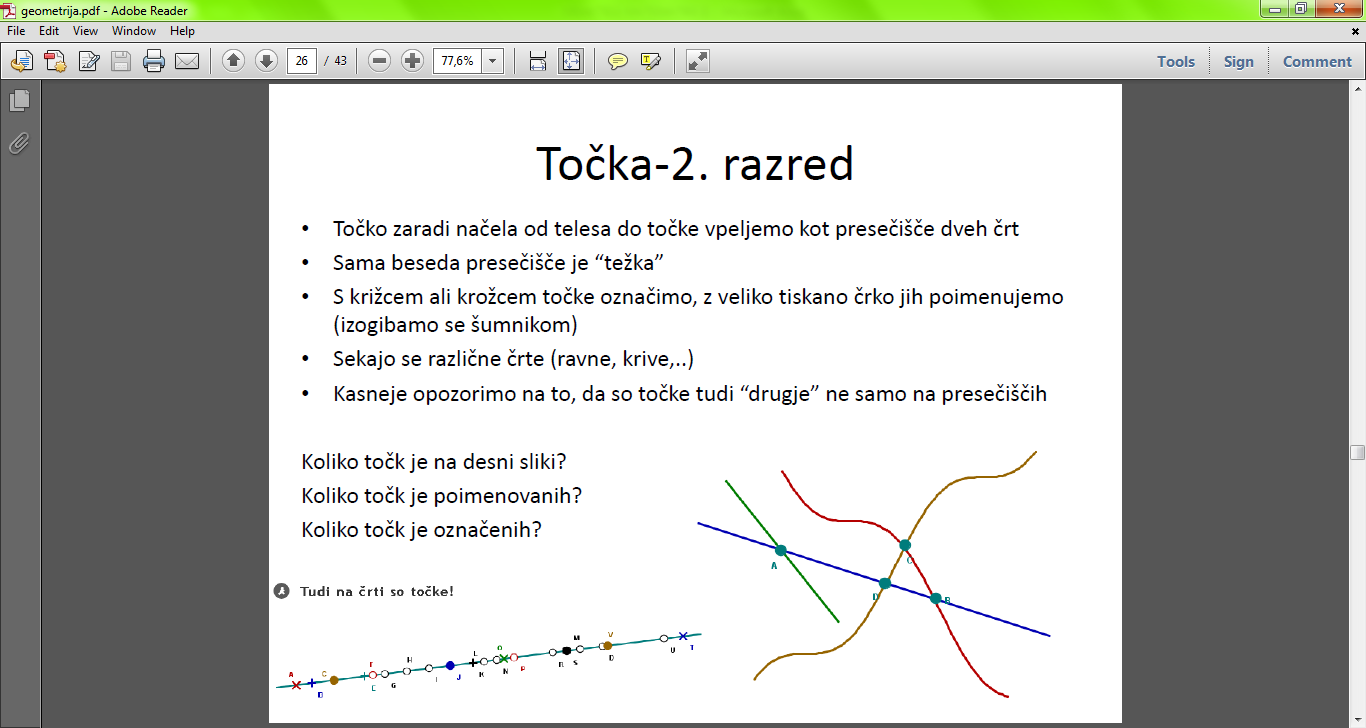 geometrija.pdf - Adobe Reader
File Edit View Window Help
26 / 43 77,6% Tools Sign Comment
Točka-2. razred
• Točko zaradi načela od telesa do točke vpeljemo kot presečišče dveh črt
• Sama beseda presečišče je “težka”
• S križcem ali krožcem točke označimo, z veliko tiskano črko jih poimenujemo
(izogibamo se šumnikom)
• Sekajo se različne črte (ravne, krive,..)
• Kasneje opozorimo na to, da so točke tudi “drugje” ne samo na presečiščih
Koliko točk je na desni sliki?
Koliko točk je poimenovanih?
Koliko točk je označenih?
A
C
D
B
Tudi na črti so točke!
A C F H L O M V
B E G I J K N P R S D U T